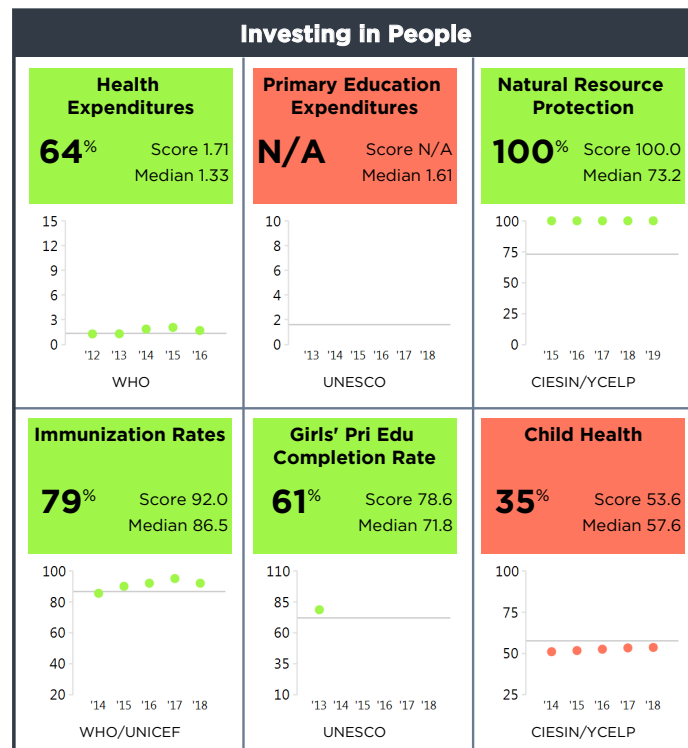 Investing in People
Health
Expenditures
64%
Score 1.71
Median 1.33
15
12
9
6
3
0
'12 '13 '14 '15 '16
WHO
Primary Education
Expenditures
N/A
Score N/A
Median 1.61
10
8
6
4
2
0
'13 '14 '15 '16 '17 '18
UNESCO
Natural Resource
Protection
100%
Score 100.0
Median 73.2
100
75
50
25
0
'15 '16 '17 '18 '19
CIESIN/YCELP
Immunization Rates
79%
Score 92.0
Median 86.5
100
80
60
40
20
'14 '15 '16 '17 '18
WHO/UNICEF
Girls' Pri Edu
Completion Rate
61%
Score 78.6
Median 71.8
110
85
60
35
10
'13 '14 '15 '16 '17 '18
UNESCO
Child Health
35%
Score 53.6
Median 57.6
100
75
50
25
'14 '15 '16 '17 '18
CIESIN/YCELP